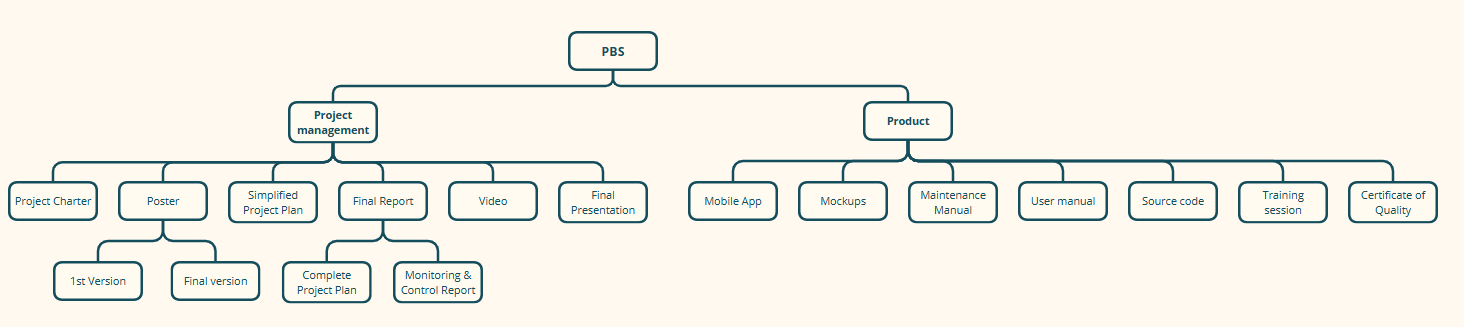 PBS
Project
management
Product
Project Charter
Poster
Simplified
Project Plan
Final Report
Video
Final
Presentation
Mobile App
Mockups
Maintenance
Manual
User manual
Source code
Training
session
Certificate of
Quality
1st Version
Final version
Complete
Project Plan
Monitoring &
Control Report